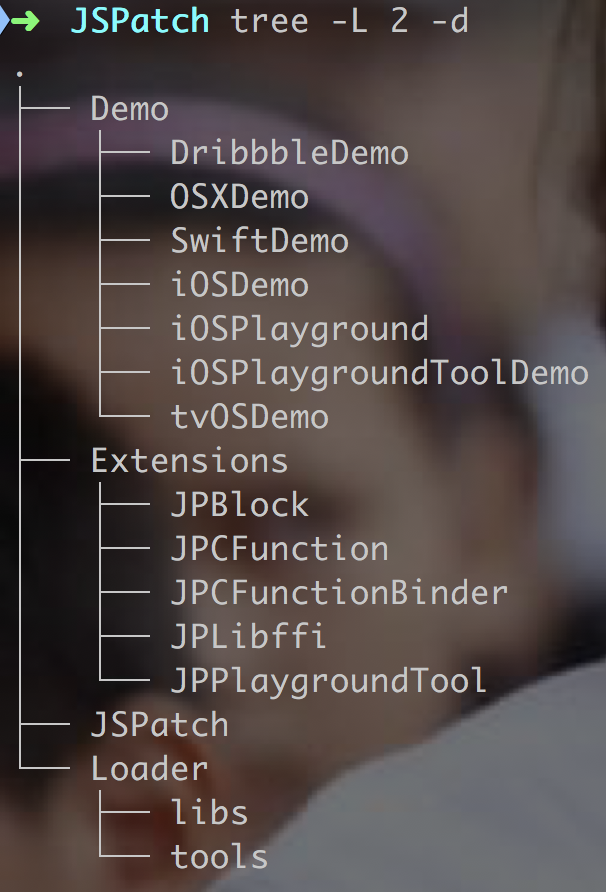 ➜ JSPatch tree -L 2 -d
.
├── Demo
│   ├── DribbbleDemo
│   ├── OSXDemo
│   ├── SwiftDemo
│   ├── iOSDemo
│   ├── iOSPlayground
│   ├── iOSPlaygroundToolDemo
│   └── tvOSDemo
├── Extensions
│   ├── JPBlock
│   ├── JPCFunction
│   ├── JPCFunctionBinder
│   ├── JPLibffi
│   └── JPPlaygroundTool
├── JSPatch
└── Loader
    ├── libs
    └── tools